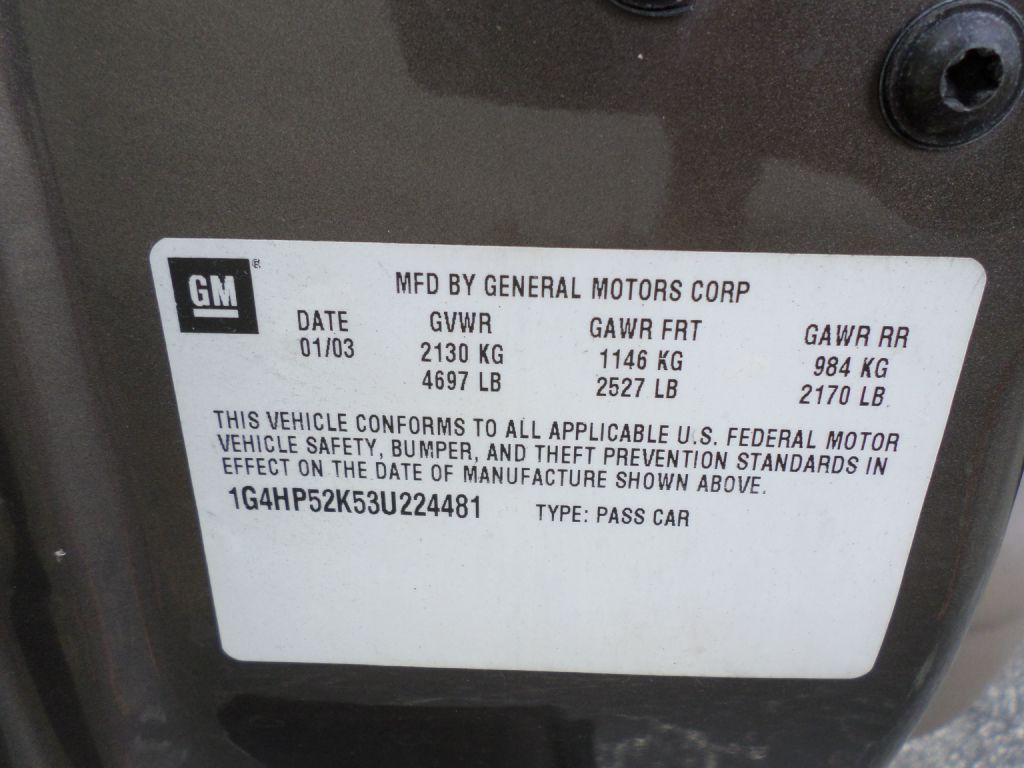 GM ®
MFD BY GENERAL MOTORS CORP
DATE GVWR GAWR FRT GAWR RR
01/03 2130 KG 1146 KG 984 KG
4697 LB 2527 LB 2170 LB
THIS VEHICLE CONFORMS TO ALL APPLICABLE U.S. FEDERAL MOTOR
VEHICLE SAFETY, BUMPER, AND THEFT PREVENTION STANDARDS IN
EFFECT ON THE DATE OF MANUFACTURE SHOWN ABOVE.
1G4HP52K53U224481 TYPE: PASS CAR